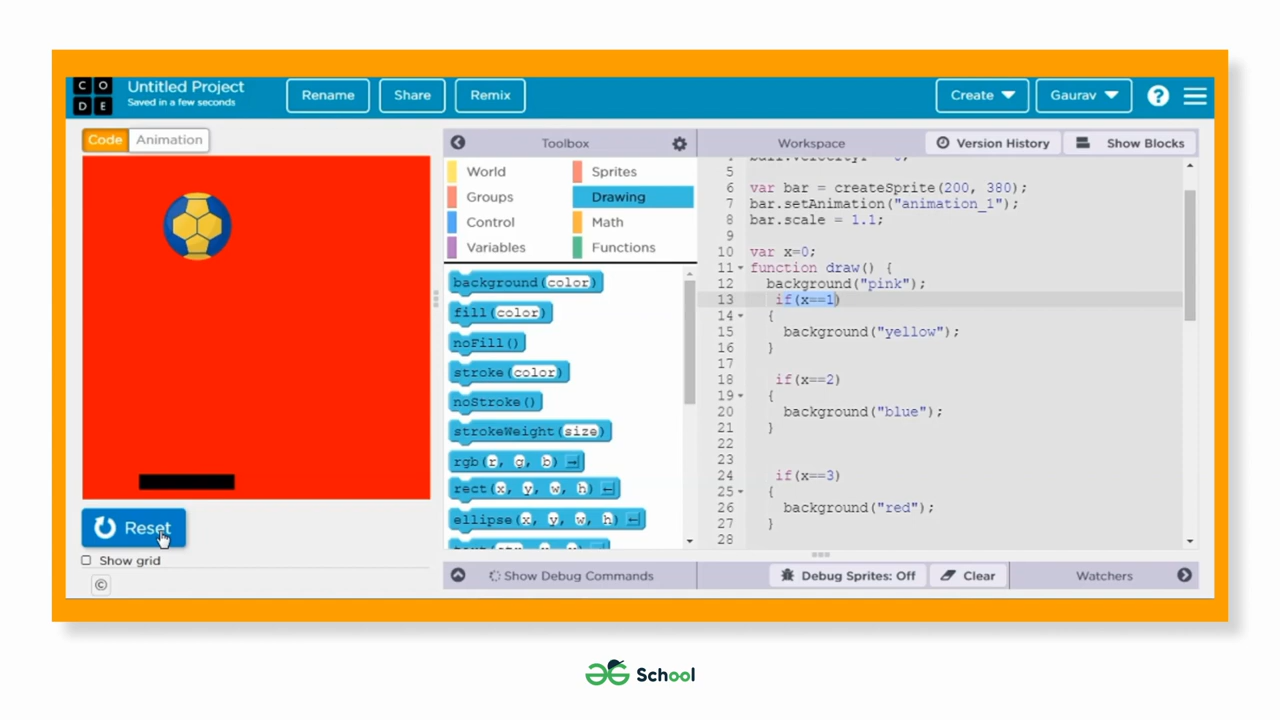 C O
D E
Untitled Project
Saved in a few seconds
Rename
Share
Remix
Create
Gaurav
?
Code
Animation
Toolbox
Workspace
Version History
Show Blocks
World
Sprites
Groups
Drawing
Control
Math
Variables
Functions
background(color)
fill(color)
noFill()
stroke(color)
noStroke()
strokeWeight(size)
rgb(r, g, b)
rect(x, y, w, h)
ellipse(x, y, w, h)
5
6 var bar = createSprite(200, 380);
7 bar.setAnimation("animation_1");
8 bar.scale = 1.1;
9
10 var x=0;
11 function draw() {
12 background("pink");
13 if(x==1)
14 {
15 background("yellow");
16 }
17
18 if(x==2)
19 {
20 background("blue");
21 }
22
23
24 if(x==3)
25 {
26 background("red");
27 }
28
Reset
Show grid
©
Show Debug Commands
Debug Sprites: Off
Clear
Watchers
School